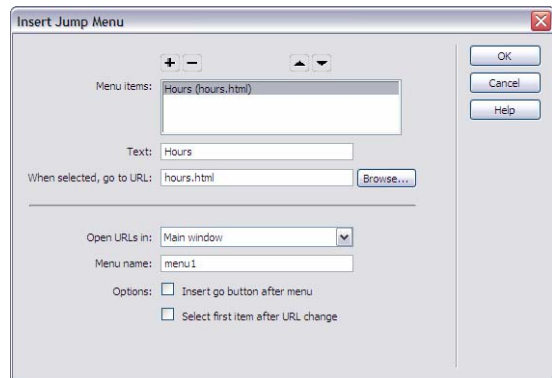 Insert Jump Menu
OK
Menu items:
Hours (hours.html)
Cancel
Help
Text:
Hours
When selected, go to URL:
hours.html
Browse...
Open URLs in:
Main window
Menu name:
menu1
Options:
Insert go button after menu
Select first item after URL change